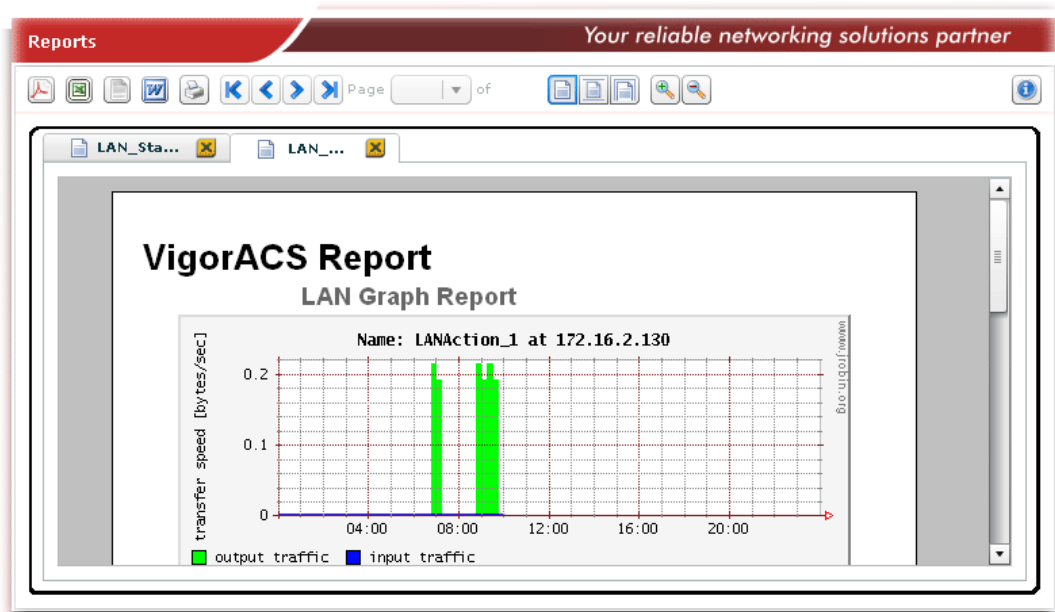 Reports
Your reliable networking solutions partner
Page
of
LAN_Sta...
LAN_...
VigorACS Report
LAN Graph Report
Name: LANAction_1 at 172.16.2.130
www.jrobin.org
transfer speed [bytes/sec]
0.2
0.1
0
04:00 08:00 12:00 16:00 20:00
output traffic input traffic